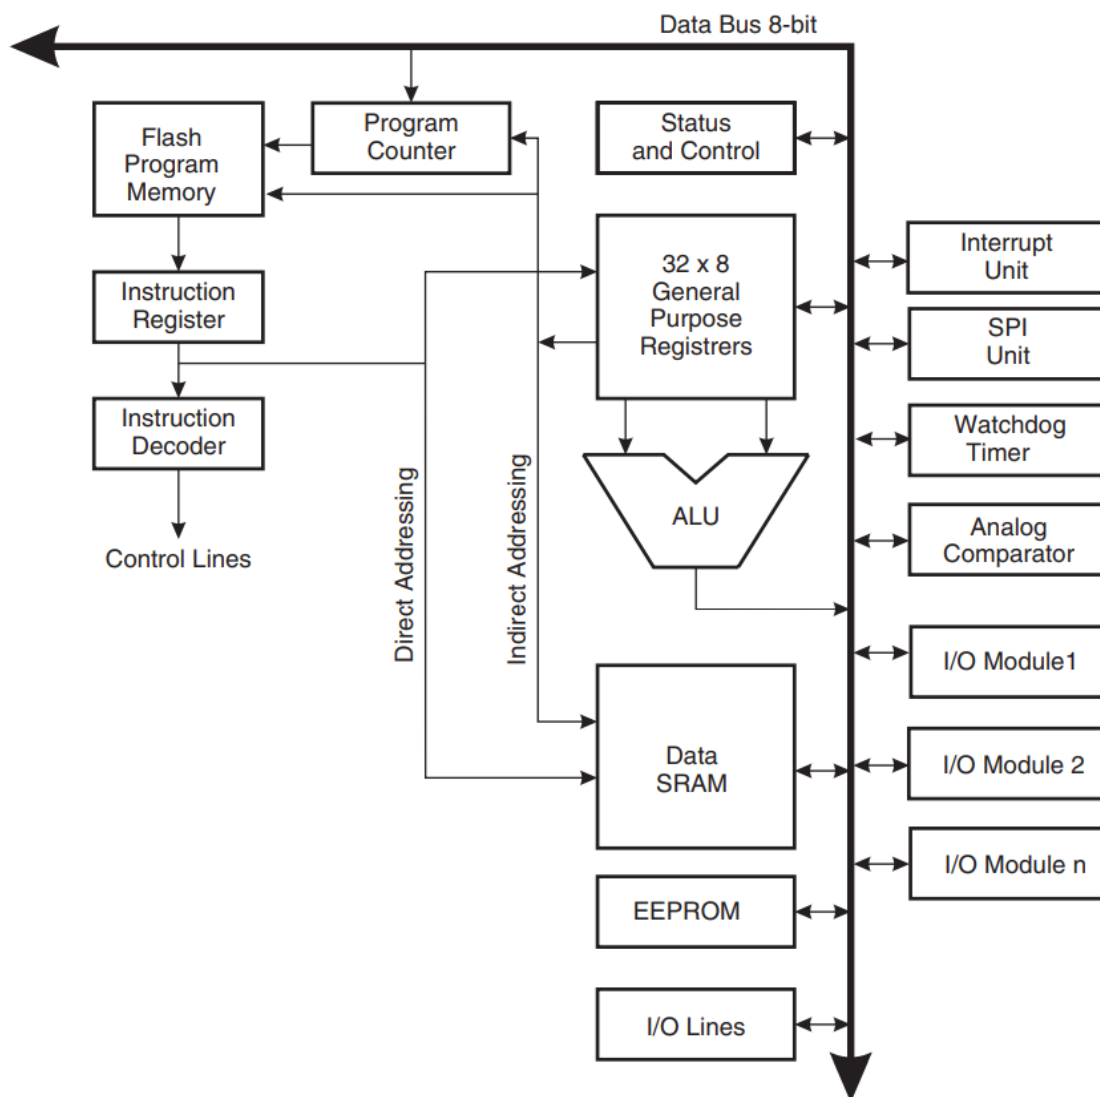 Data Bus 8-bit
Flash
Program
Memory
Program
Counter
Status
and Control
Interrupt
Unit
32 x 8
General
Purpose
Registrers
Instruction
Register
SPI
Unit
Instruction
Decoder
Watchdog
Timer
Direct Addressing
Indirect Addressing
ALU
Analog
Comparator
Control Lines
I/O Module1
Data
SRAM
I/O Module 2
I/O Module n
EEPROM
I/O Lines